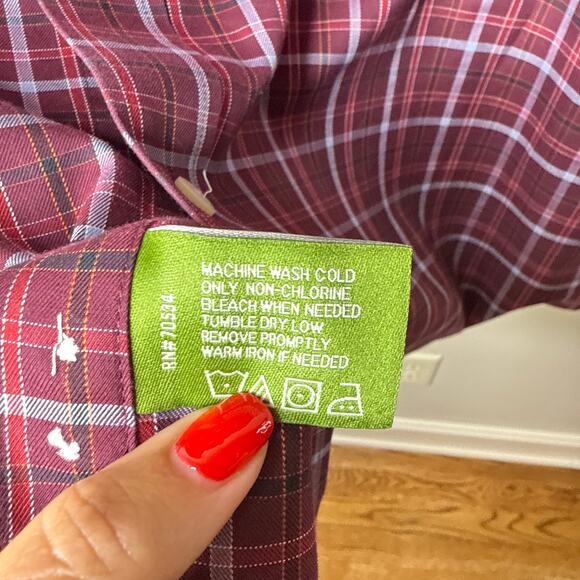 MACHINE WASH COLD
ONLY NON-CHLORINE
BLEACH WHEN NEEDED
TUMBLE DRY LOW
REMOVE PROMPTLY
WARM IRON IF NEEDED
RN#70534